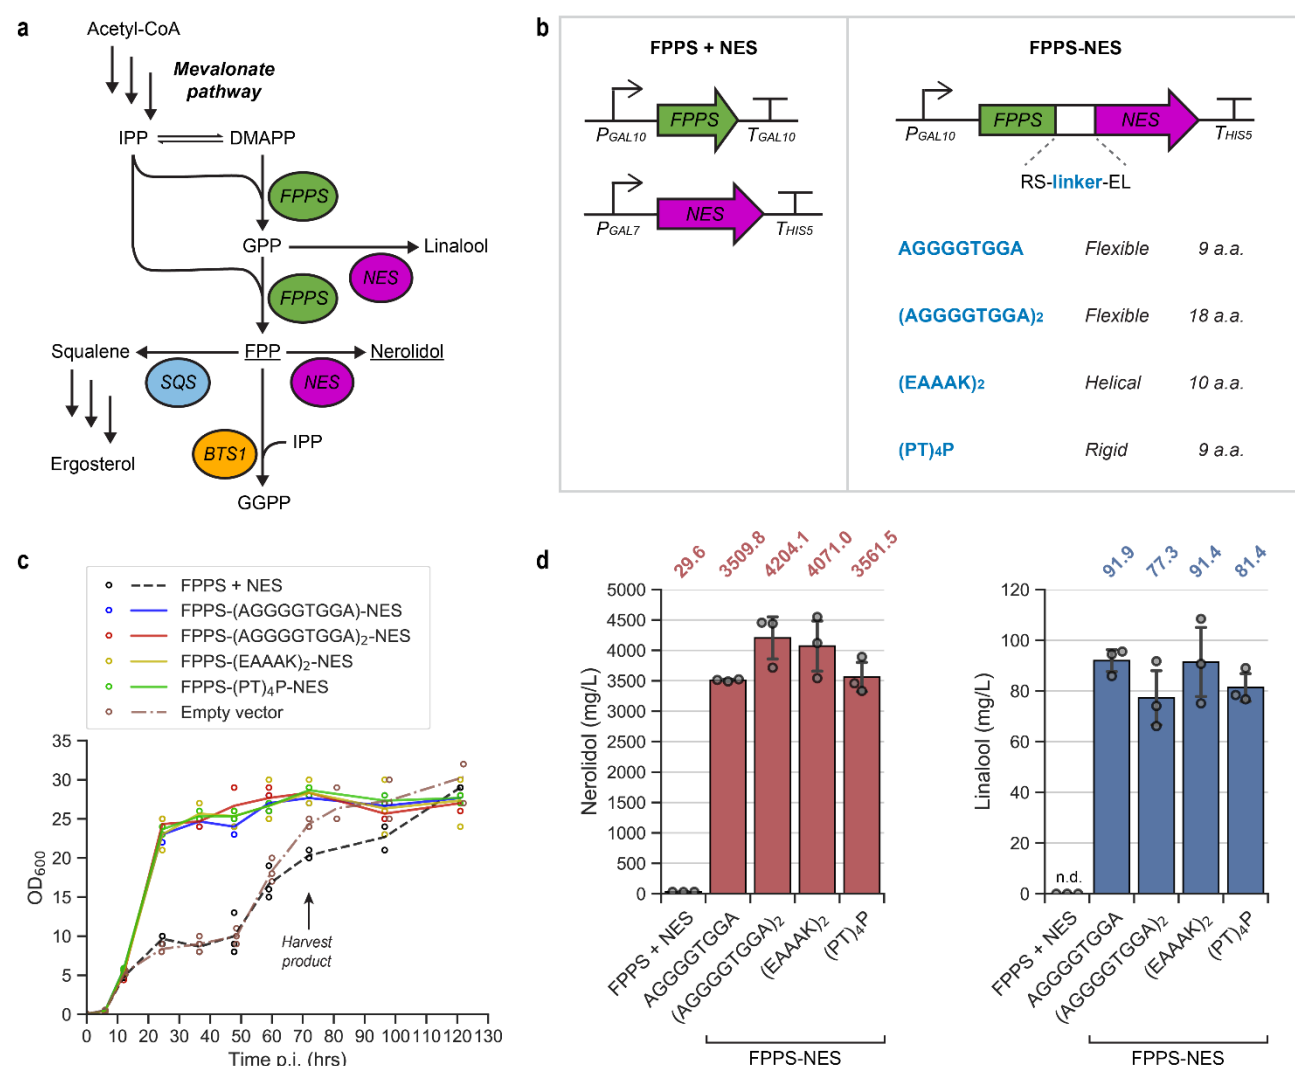 a
Acetyl-CoA
Mevalonate
pathway
IPP
DMAPP
FPPS
GPP
Linalool
NES
FPPS
Squalene
FPP
Nerolidol
SQS
NES
BTS1
IPP
Ergosterol
GGPP
b
FPPS + NES
FPPS
PGAL10
TGAL10
NES
PGAL7
THIS5
FPPS-NES
FPPS
NES
PGAL10
THIS5
RS-linker-EL
AGGGGTGGA Flexible 9 a.a.
(AGGGGTGGA)2 Flexible 18 a.a.
(EAAAK)2 Helical 10 a.a.
(PT)4P Rigid 9 a.a.
c
FPPS + NES
FPPS-(AGGGGTGGA)-NES
FPPS-(AGGGGTGGA)2-NES
FPPS-(EAAAK)2-NES
FPPS-(PT)4P-NES
Empty vector
35
30
25
20
15
10
5
0
OD600
Harvest
product
0 10 20 30 40 50 60 70 80 90 100 110 120 130
Time p.i. (hrs)
d
29.6
3509.8
4204.1
4071.0
3561.5
5000
4500
4000
3500
3000
2500
2000
1500
1000
500
0
Nerolidol (mg/L)
FPPS + NES
AGGGGTGGA
(AGGGGTGGA)2
(EAAAK)2
(PT)4P
FPPS-NES
91.9
77.3
91.4
81.4
120
100
80
60
40
20
0
Linalool (mg/L)
n.d.
FPPS + NES
AGGGGTGGA
(AGGGGTGGA)2
(EAAAK)2
(PT)4P
FPPS-NES